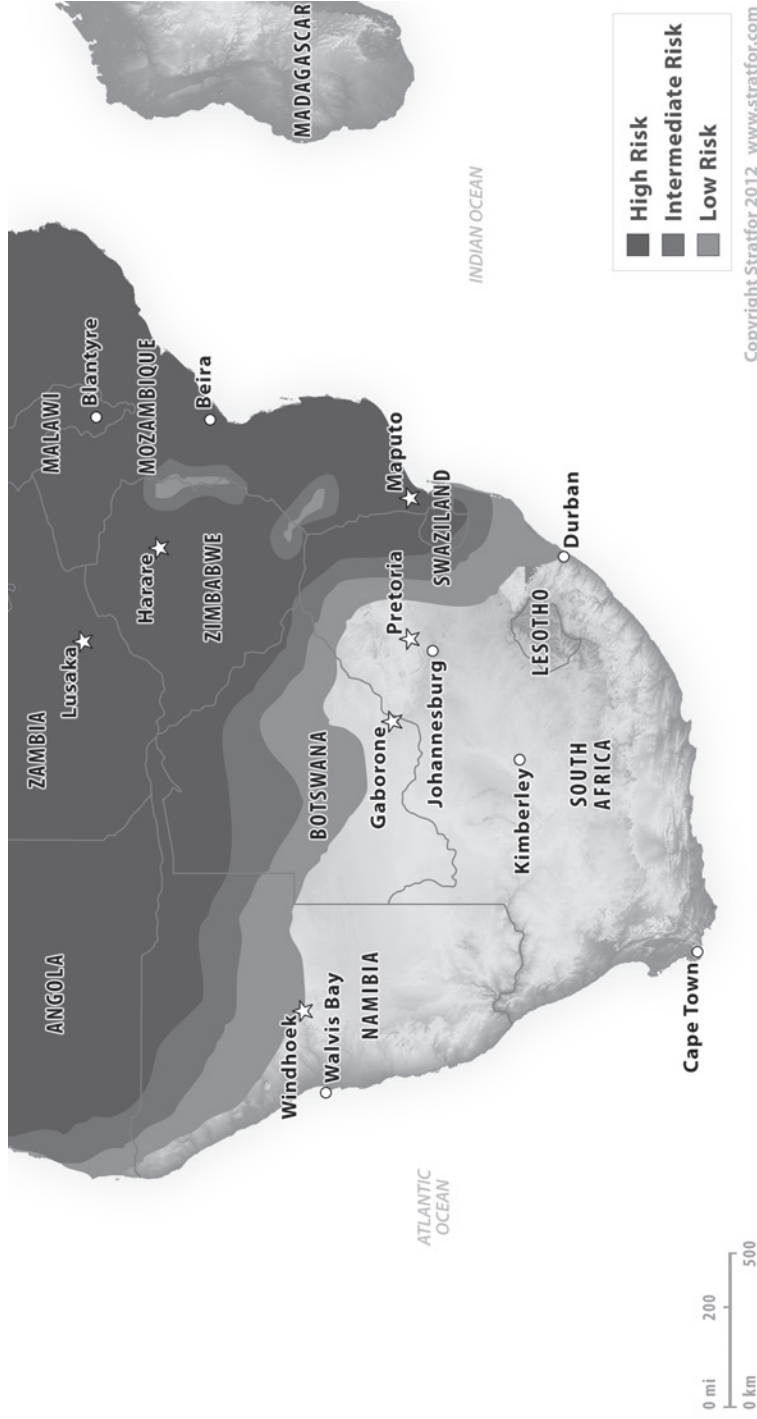 MADAGASCAR
MALAWI
Blantyre
MOZAMBIQUE
Beira
ZAMBIA
Lusaka
Harare
ZIMBABWE
ANGOLA
INDIAN OCEAN
Maputo
SWAZILAND
Pretoria
BOTSWANA
Gaborone
Johannesburg
Windhoek
Walvis Bay
NAMIBIA
Durban
LESOTHO
Kimberley
SOUTH
AFRICA
Cape Town
ATLANTIC
OCEAN
High Risk
Intermediate Risk
Low Risk
0 mi 200
0 km 500
Copyright Stratfor 2012 www.stratfor.com